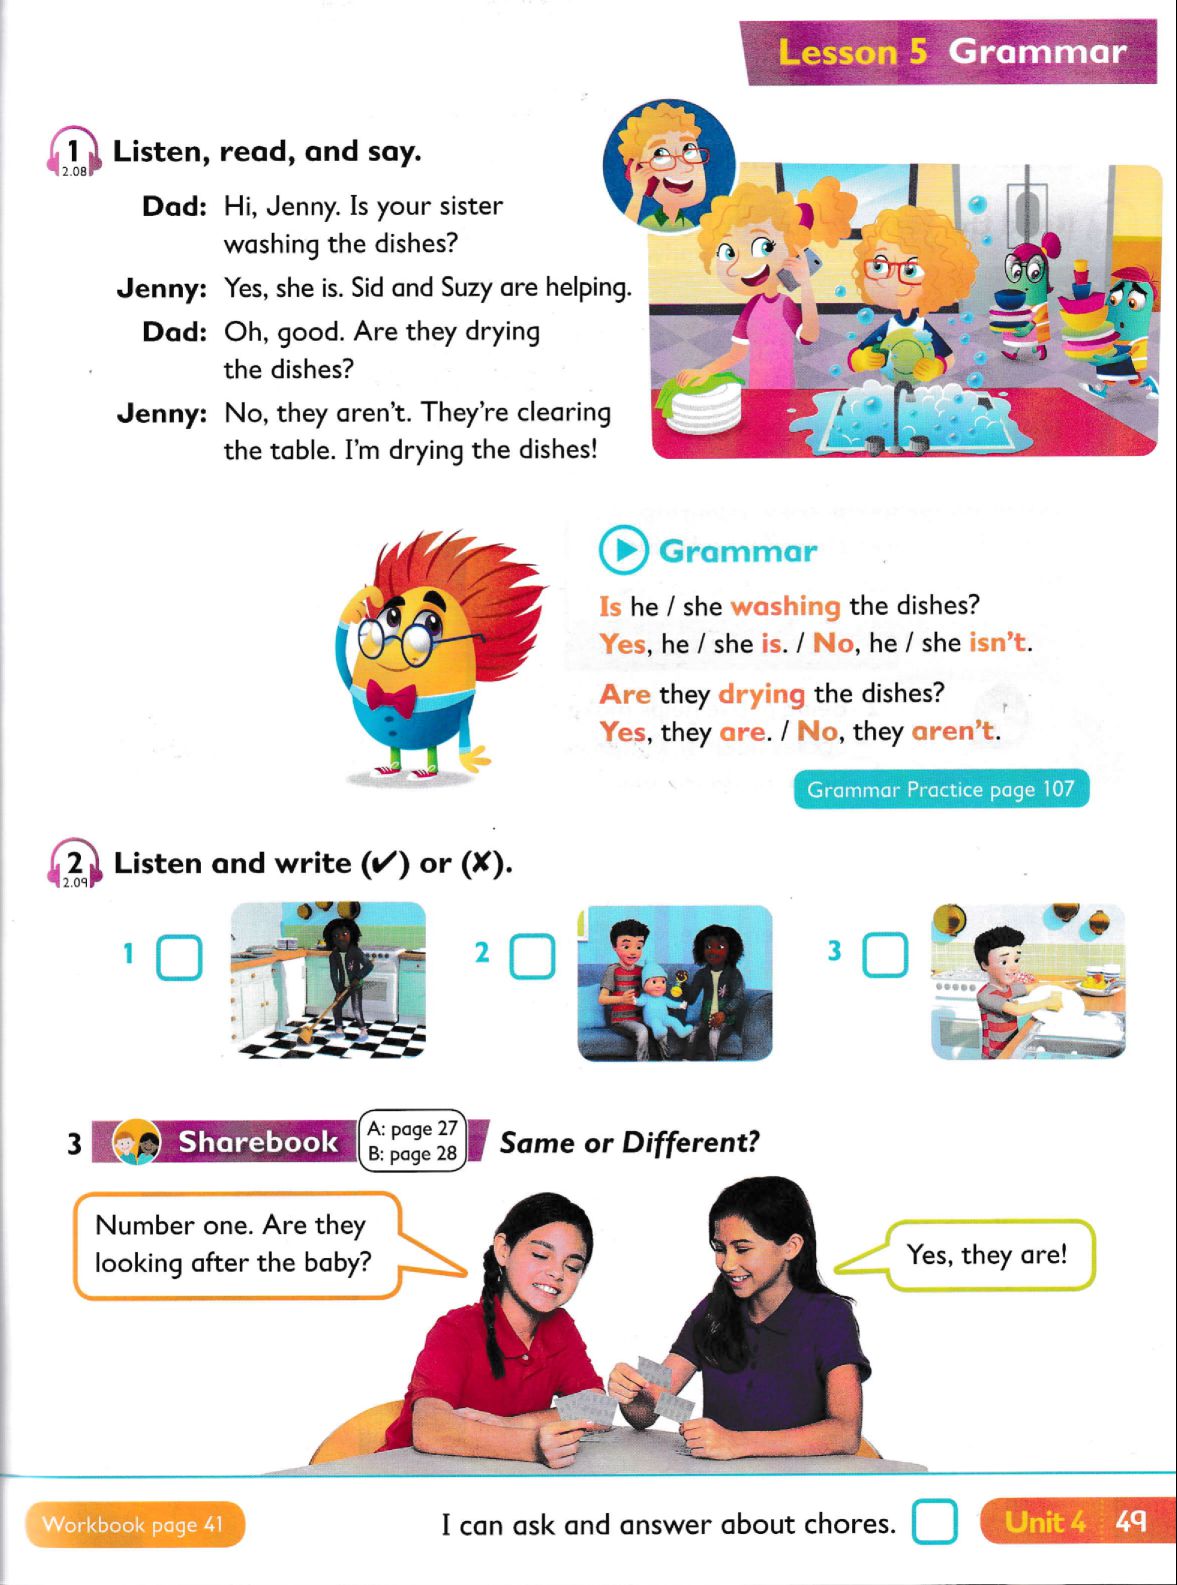 Lesson 5 Grammar
1
2.08
Listen, read, and say.
Dad: Hi, Jenny. Is your sister
washing the dishes?
Jenny: Yes, she is. Sid and Suzy are helping.
Dad: Oh, good. Are they drying
the dishes?
Jenny: No, they aren't. They're clearing
the table. I'm drying the dishes!
Grammar
Is he / she washing the dishes?
Yes, he / she is. / No, he / she isn't.
Are they drying the dishes?
Yes, they are. / No, they aren't.
Grammar Practice page 107
2
2.09
Listen and write (✔) or (✘).
1
2
3
3 Sharebook
A: page 27
B: page 28
Same or Different?
Number one. Are they
looking after the baby?
Yes, they are!
Workbook page 41
I can ask and answer about chores.
Unit 4 49